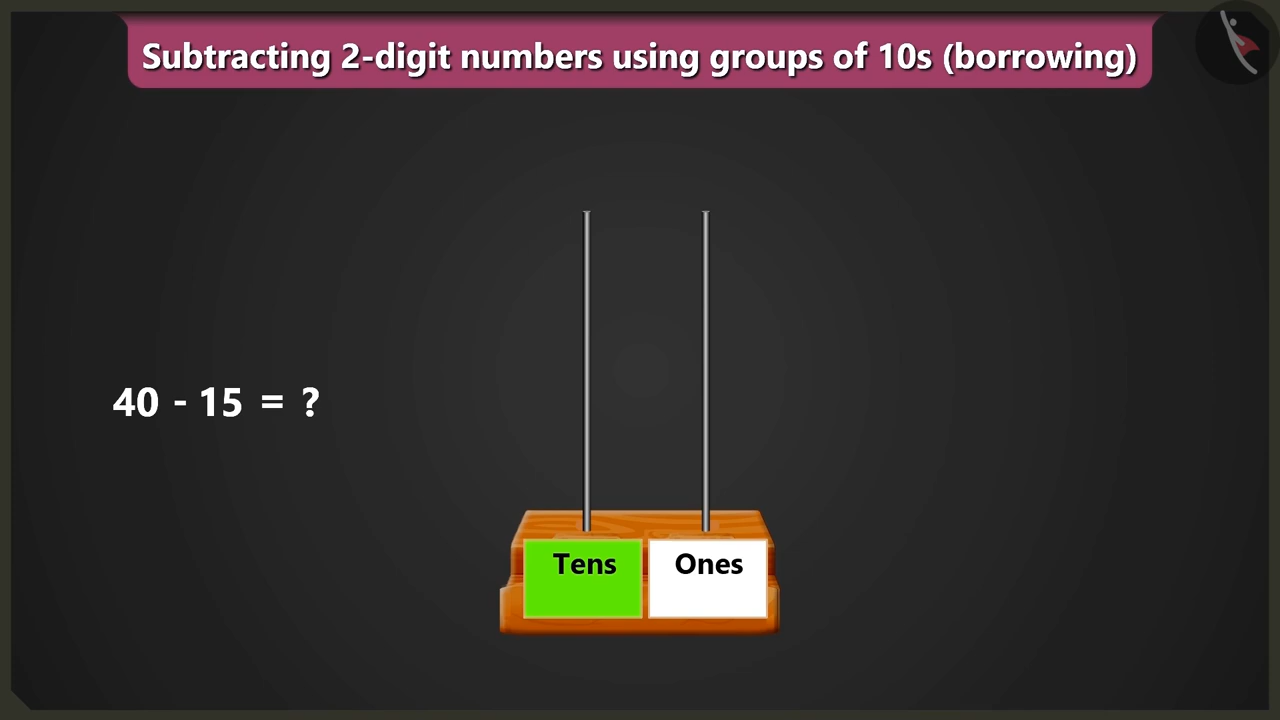 Subtracting 2-digit numbers using groups of 10s (borrowing)
40 - 15 = ?
Tens
Ones